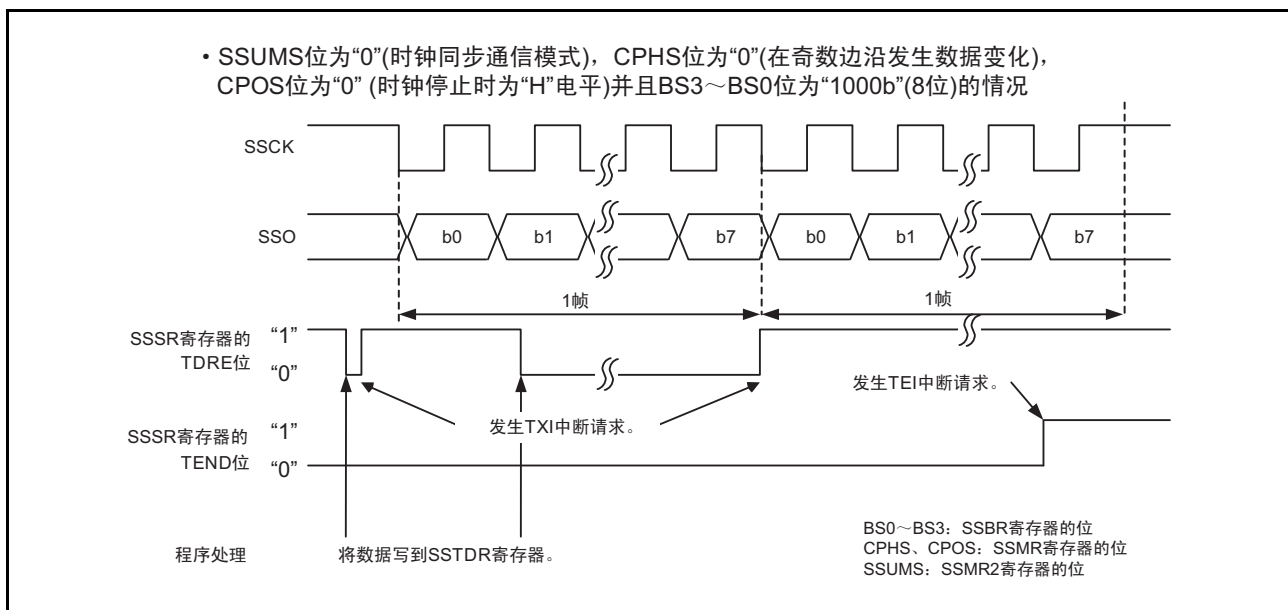 • SSUMS位为“0”(时钟同步通信模式)，CPHS位为“0”(在奇数边沿发生数据变化)，
CPOS位为“0” (时钟停止时为“H”电平)并且BS3～BS0位为“1000b”(8位)的情况
SSCK
SSO
b0
b1
b7
b0
b1
b7
1帧
1帧
SSSR寄存器的
TDRE位
“1”
“0”
发生TXI中断请求。
发生TEI中断请求。
SSSR寄存器的
TEND位
“1”
“0”
程序处理
将数据写到SSTDR寄存器。
BS0～BS3：SSBR寄存器的位
CPHS、CPOS：SSMR寄存器的位
SSUMS：SSMR2寄存器的位